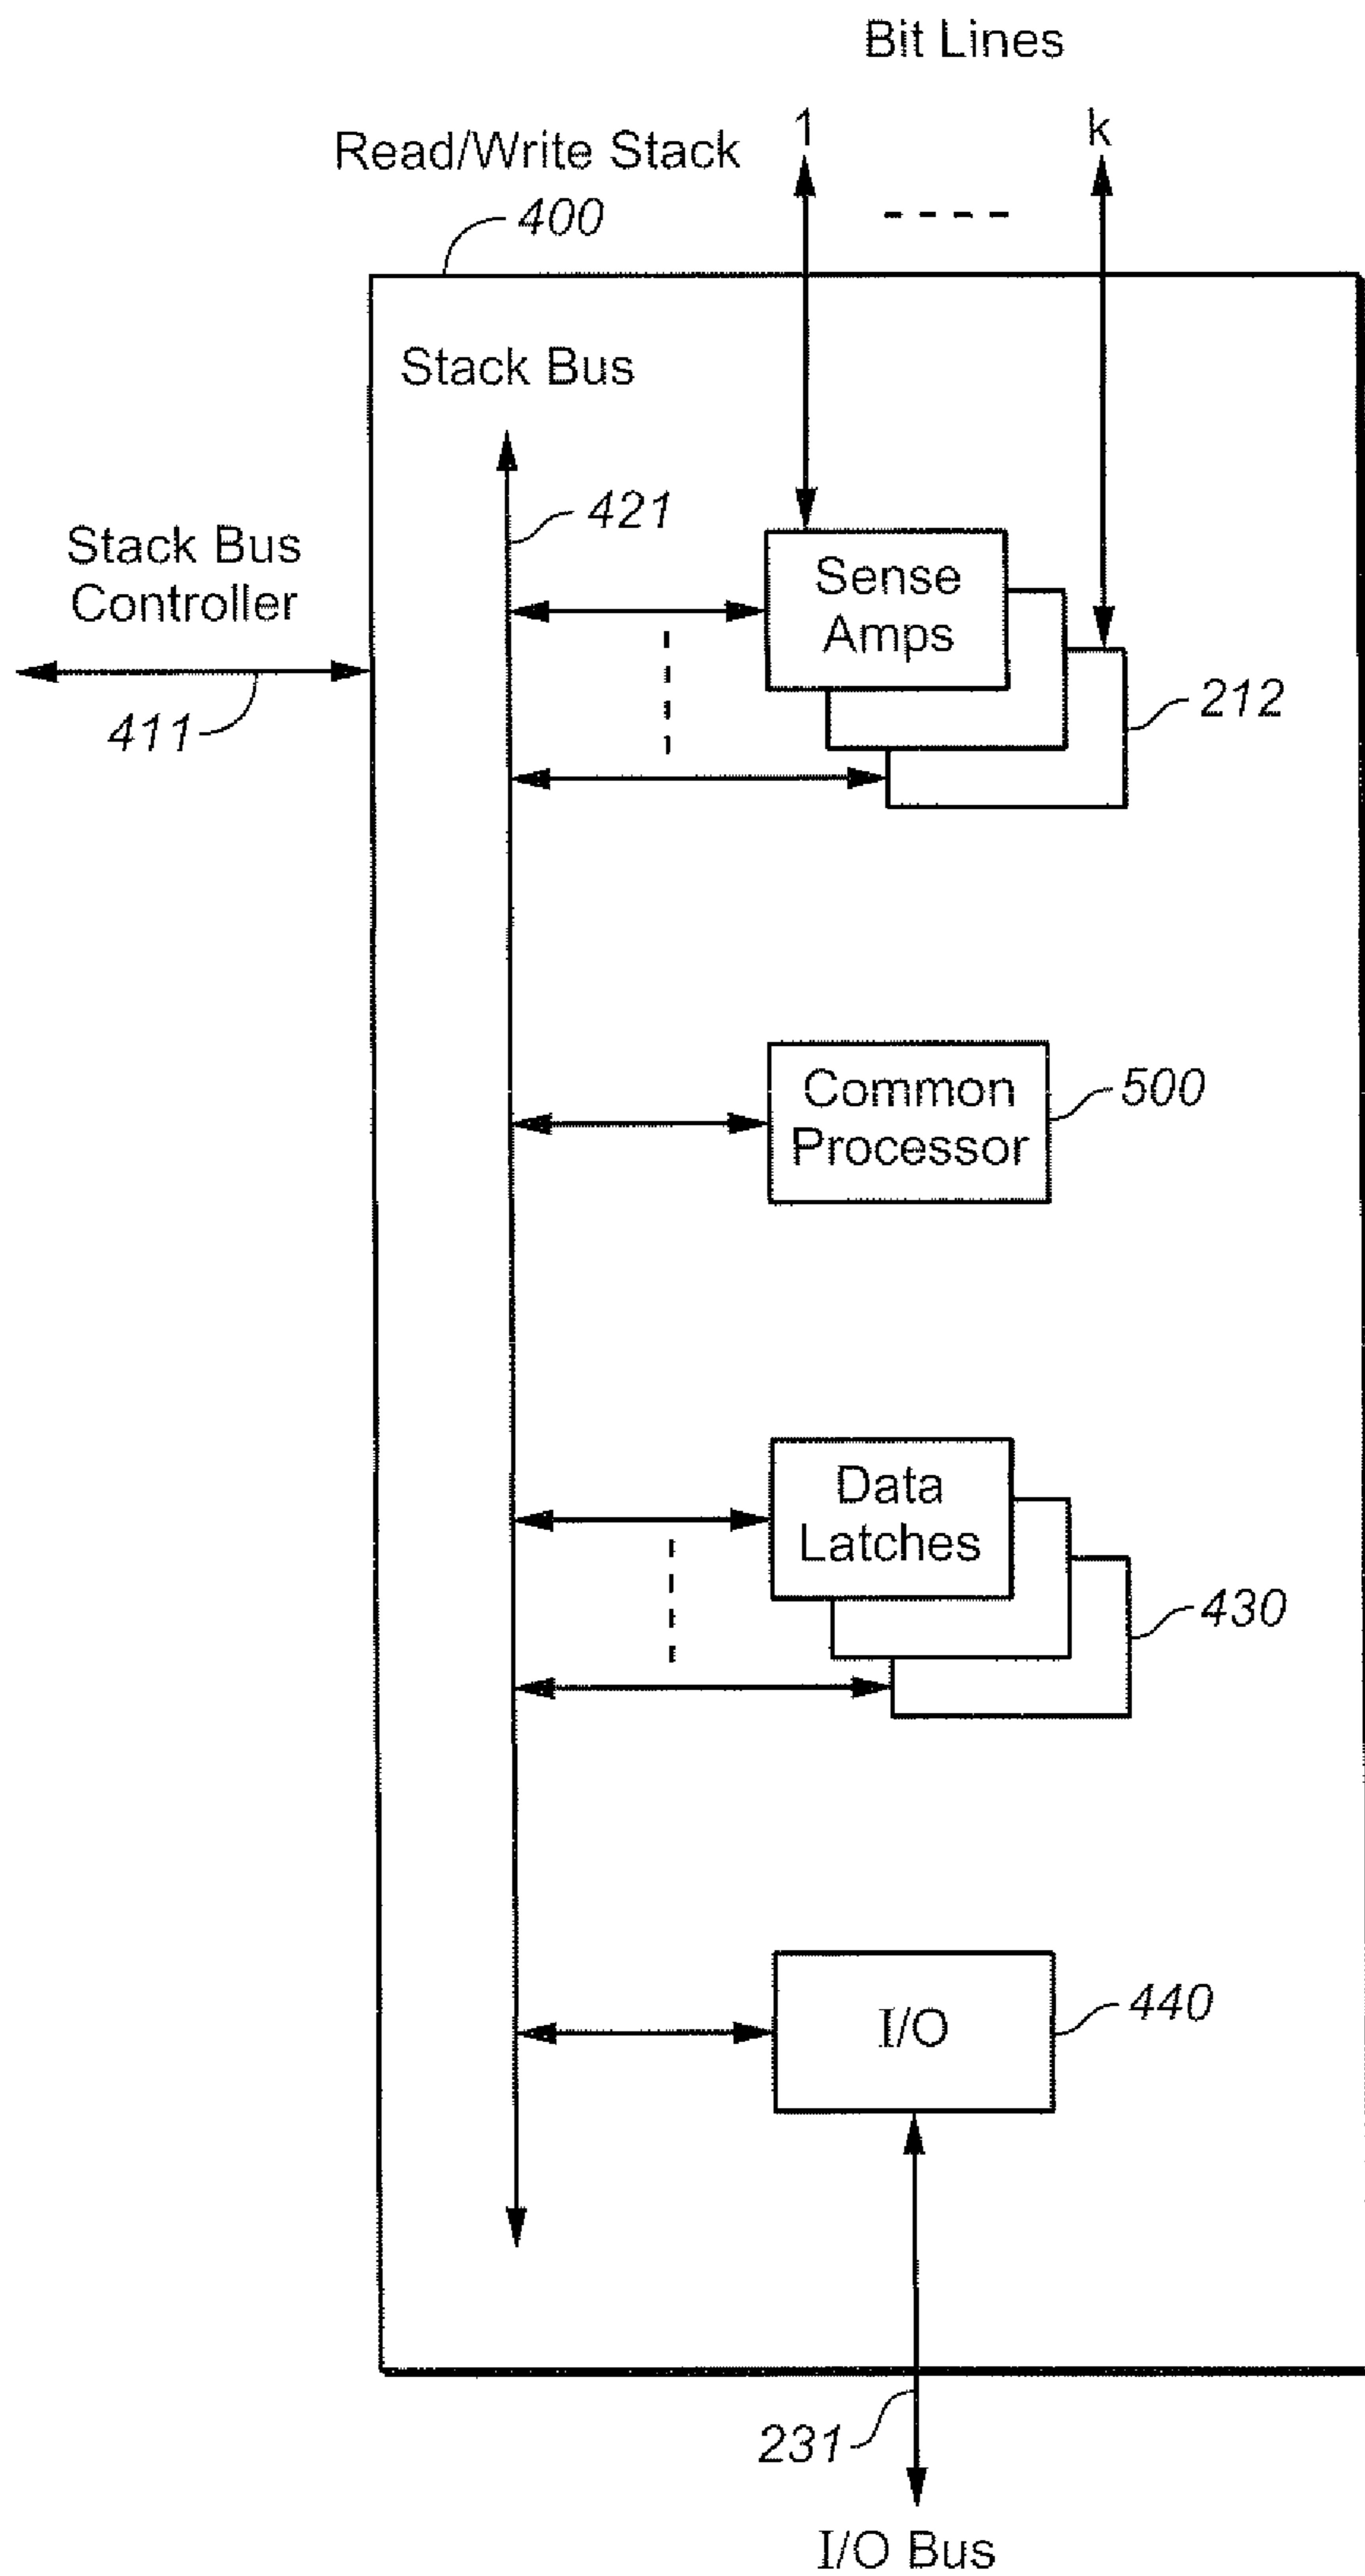 Bit Lines
1
k
Read/Write Stack
400
Stack Bus
421
Stack Bus
Controller
411
Sense
Amps
212
Common
Processor
500
Data
Latches
430
I/O
440
231
I/O Bus